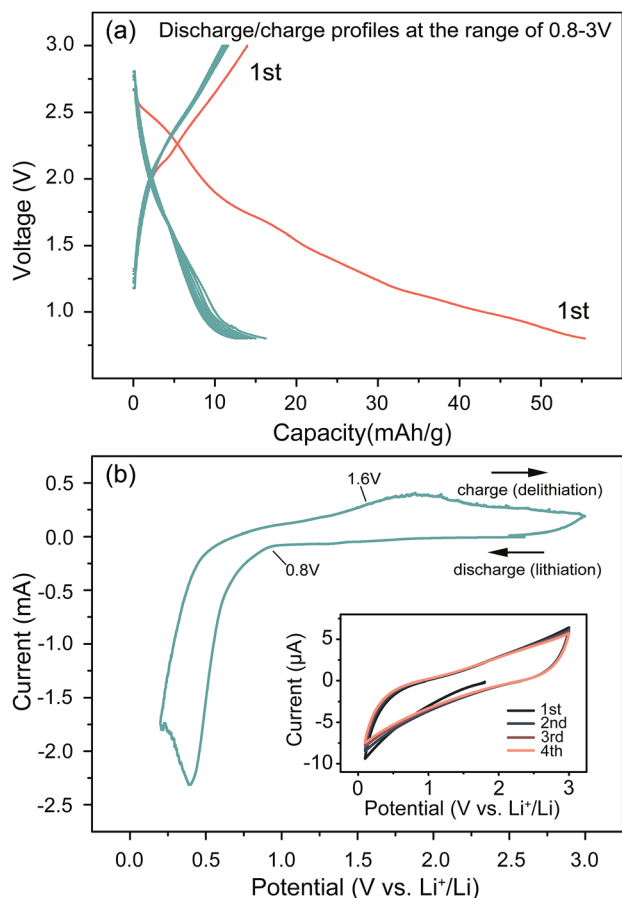 (a) Discharge/charge profiles at the range of 0.8-3V
1st
1st
Voltage (V)
3.0
2.5
2.0
1.5
1.0
0 10 20 30 40 50
Capacity(mAh/g)
(b)
1.6V
charge (delithiation)
0.8V
discharge (lithiation)
Current (mA)
0.5
0.0
-0.5
-1.0
-1.5
-2.0
-2.5
Current (µA)
5
0
-5
-10
1st
2nd
3rd
4th
0 1 2 3
Potential (V vs. Li⁺/Li)
0.0 0.5 1.0 1.5 2.0 2.5 3.0
Potential (V vs. Li⁺/Li)